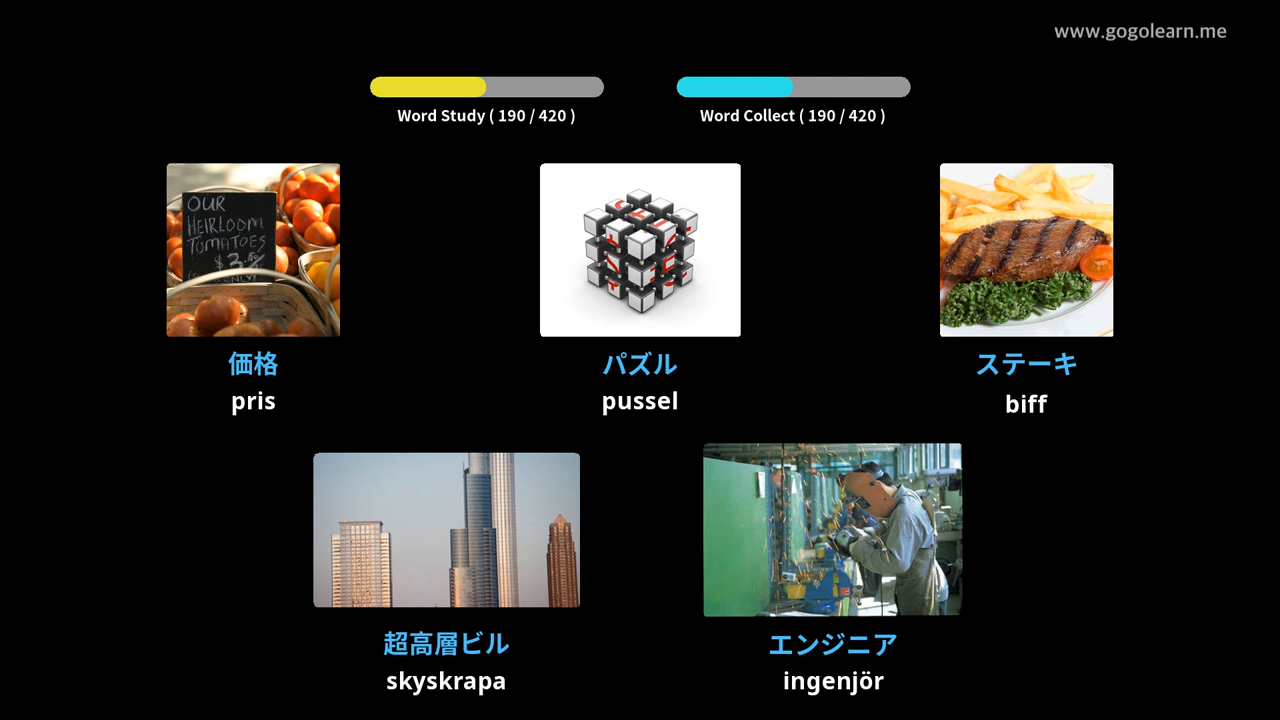 www.gogolearn.me
Word Study ( 190 / 420 )
Word Collect ( 190 / 420 )
OUR
HEIRLOOM
TOMATOES
価格
pris
パズル
pussel
ステーキ
biff
超高層ビル
skyskrapa
エンジニア
ingenjör